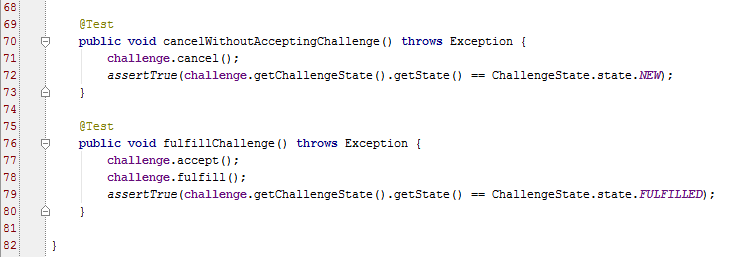 68
69 @Test
70 public void cancelWithoutAcceptingChallenge() throws Exception {
71 challenge.cancel();
72 assertTrue(challenge.getChallengeState().getState() == ChallengeState.state.NEW);
73 }
74
75 @Test
76 public void fulfillChallenge() throws Exception {
77 challenge.accept();
78 challenge.fulfill();
79 assertTrue(challenge.getChallengeState().getState() == ChallengeState.state.FULFILLED);
80 }
81
82 }